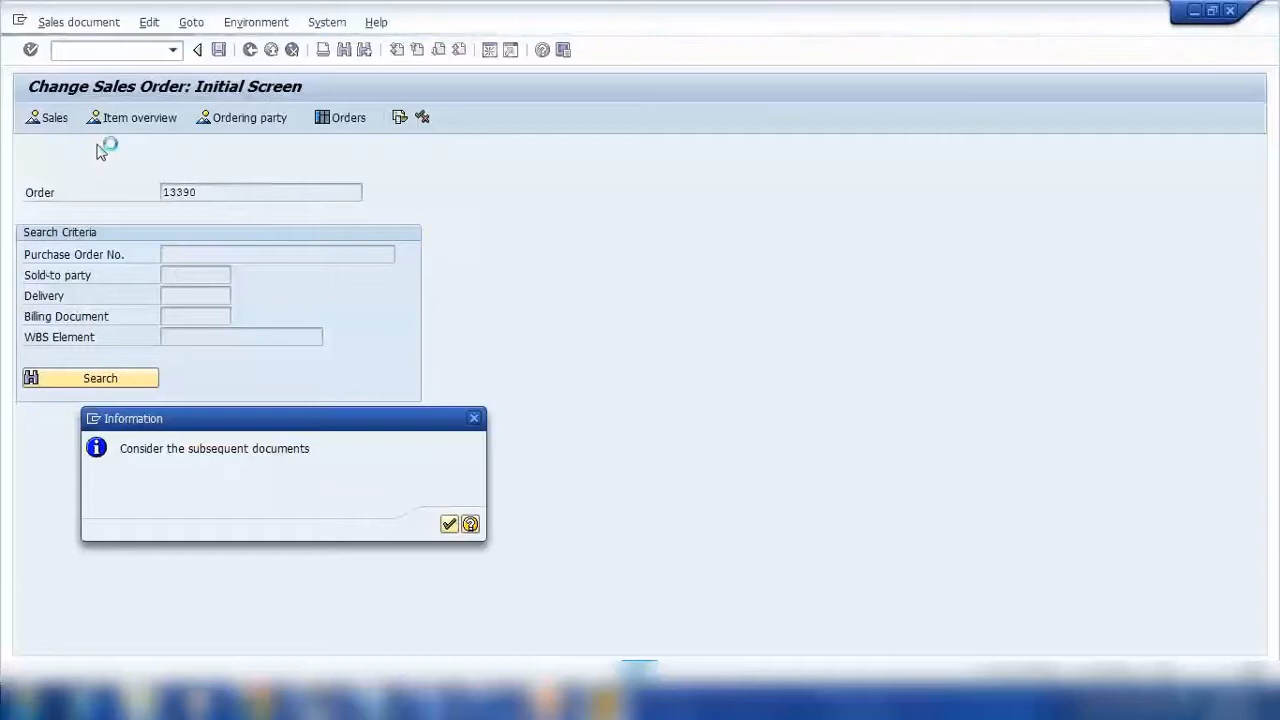 Sales document Edit Goto Environment System Help
Change Sales Order: Initial Screen
Sales Item overview Ordering party Orders
Order 13390
Search Criteria
Purchase Order No.
Sold-to party
Delivery
Billing Document
WBS Element
Search
Information
Consider the subsequent documents